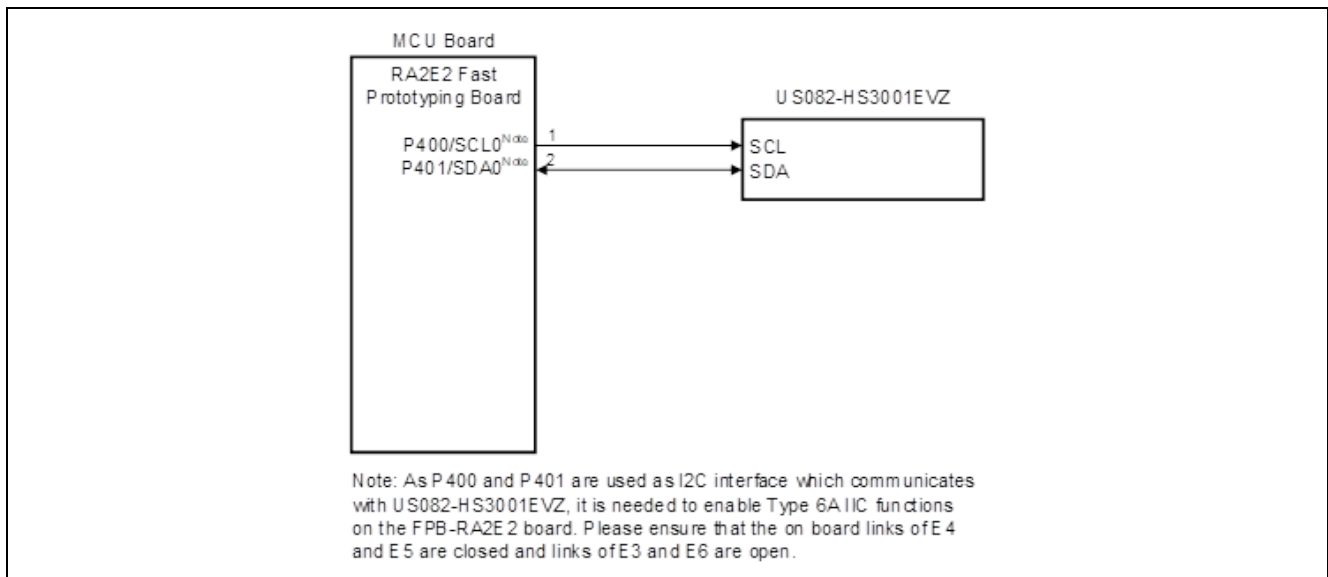 MCU Board
RA2E2 Fast
Prototyping Board
US082-HS3001EVZ
P400/SCL0Note 1 SCL
P401/SDA0Note 2 SDA
Note: As P400 and P401 are used as I2C interface which communicates
with US082-HS3001EVZ, it is needed to enable Type 6A IIC functions
on the FPB-RA2E2 board. Please ensure that the on board links of E4
and E5 are closed and links of E3 and E6 are open.